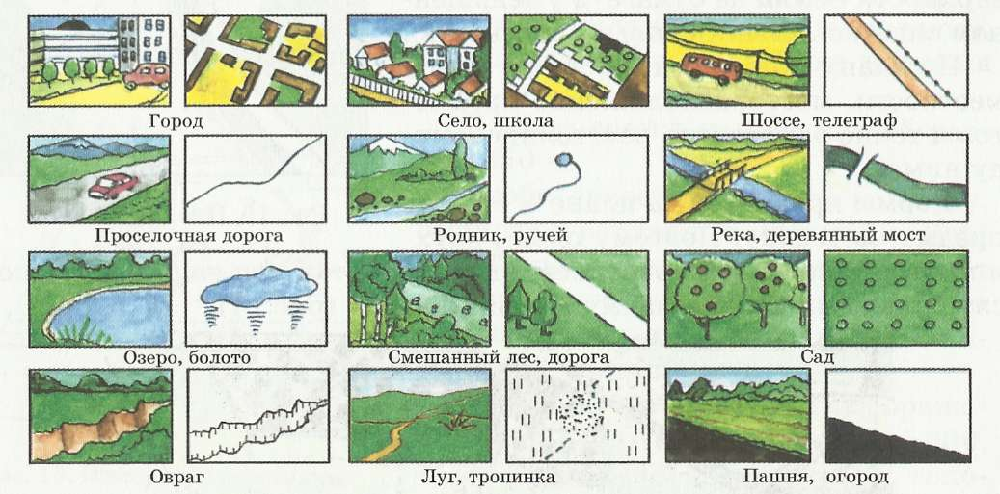 Город
Село, школа
Шоссе, телеграф
Проселочная дорога
Родник, ручей
Река, деревянный мост
Озеро, болото
Смешанный лес, дорога
Сад
Овраг
Луг, тропинка
Пашня, огород